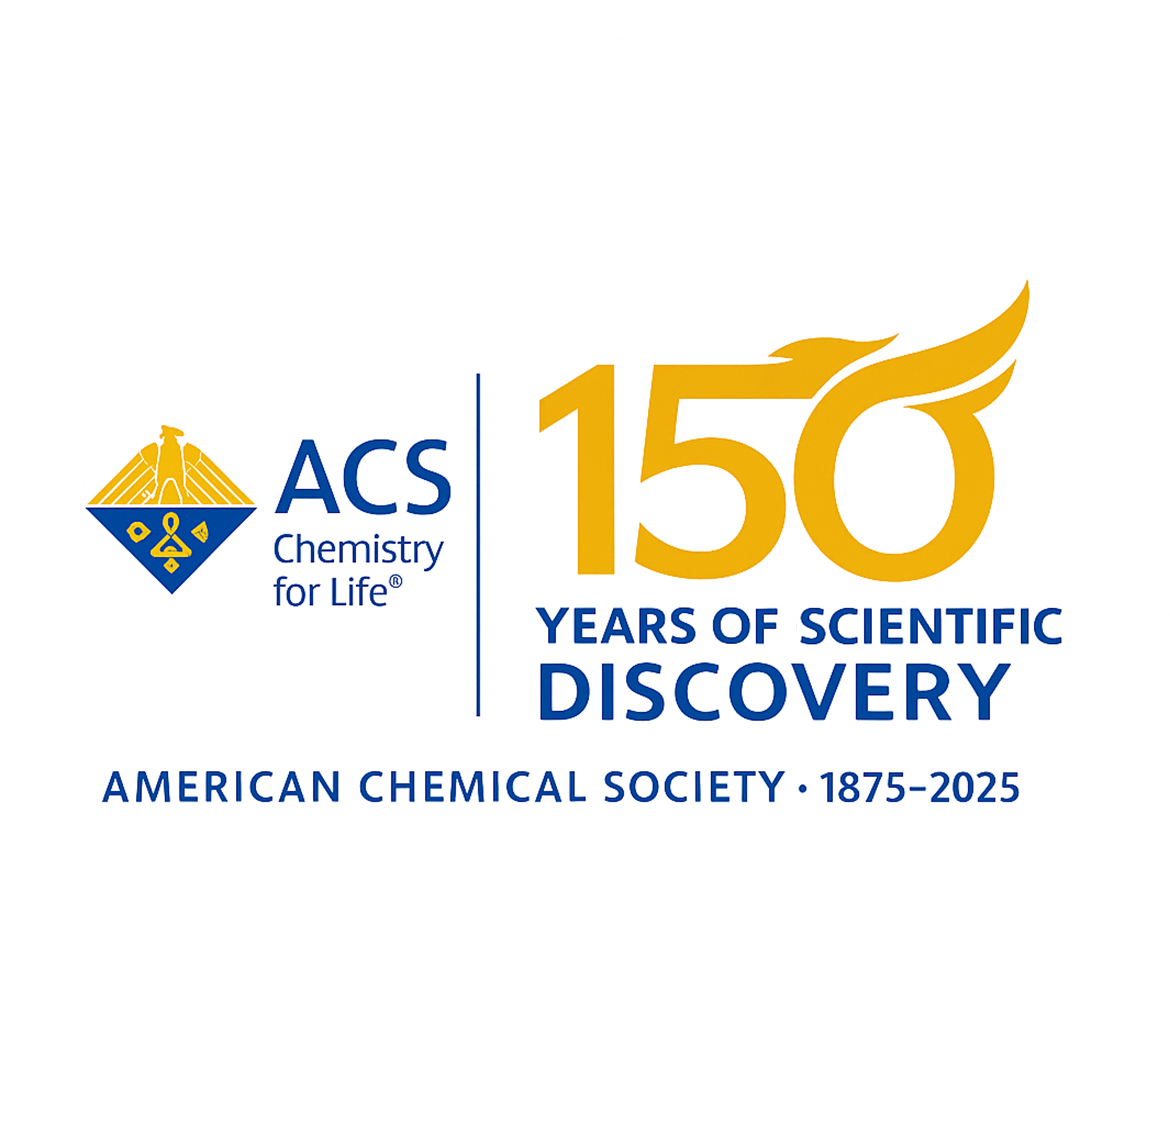 ACS
Chemistry
for Life®
150
YEARS OF SCIENTIFIC
DISCOVERY
AMERICAN CHEMICAL SOCIETY · 1875–2025